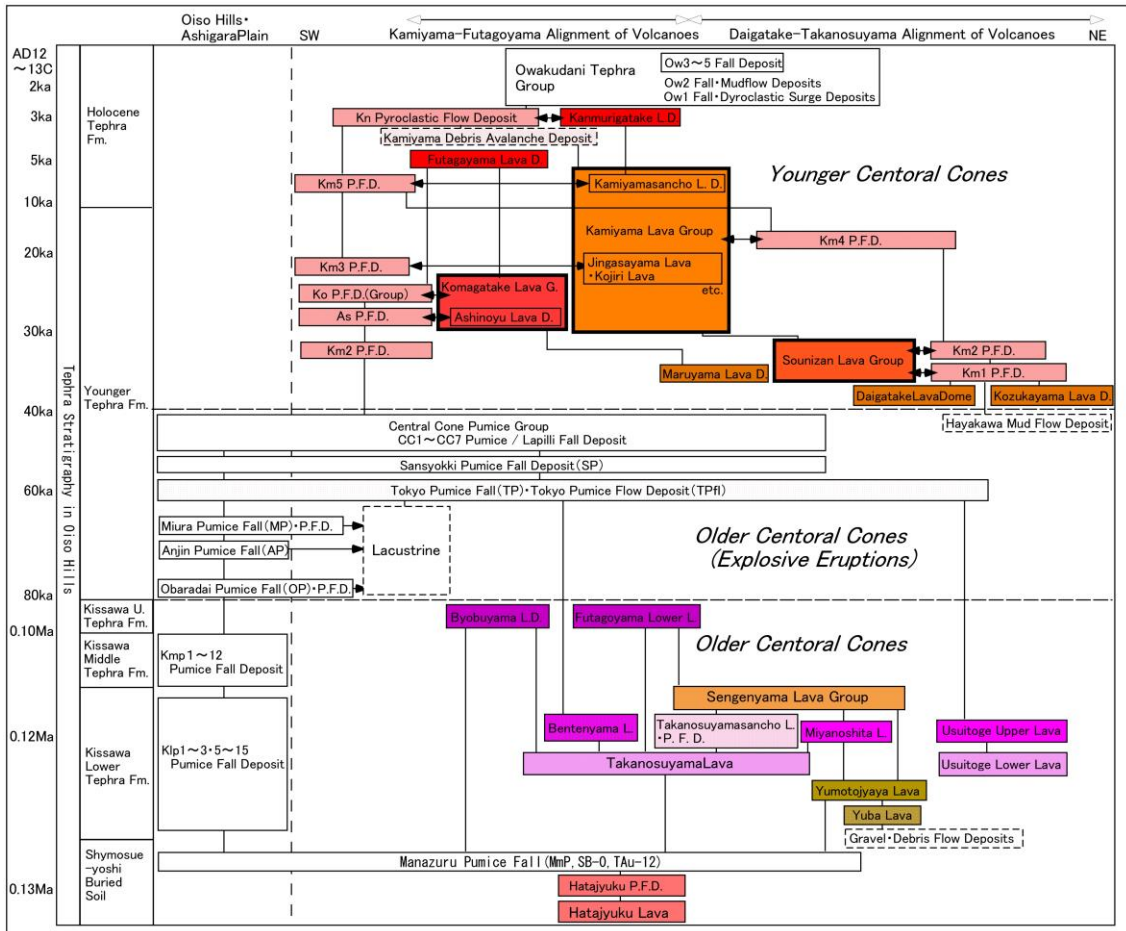 Oiso Hills・
AshigaraPlain
SW
Kamiyama-Futagoyama Alignment of Volcanoes
Daigatake-Takanosuyama Alignment of Volcanoes
NE
AD12
～13C
2ka
3ka
5ka
10ka
20ka
30ka
40ka
60ka
80ka
0.10Ma
0.12Ma
0.13Ma
Tephra Stratigraphy in Oiso Hills
Holocene
Tephra
Fm.
Younger
Tephra Fm.
Kissawa U.
Tephra Fm.
Kissawa
Middle
Tephra Fm.
Kissawa
Lower
Tephra Fm.
Shymosue
-yoshi
Buried
Soil
Owakudani Tephra
Group
Ow3～5 Fall Deposit
Ow2 Fall・Mudflow Deposits
Ow1 Fall・Dyroclastic Surge Deposits
Kn Pyroclastic Flow Deposit
Kanmurigatake L.D.
Kamiyama Debris Avalanche Deposit
Futagayama Lava D.
Younger Centoral Cones
Km5 P.F.D.
Kamiyamasancho L. D.
Kamiyama Lava Group
Km4 P.F.D.
Km3 P.F.D.
Jingasayama Lava
・Kojiri Lava
etc.
Ko P.F.D.(Group)
Komagatake Lava G.
As P.F.D.
Ashinoyu Lava D.
Km2 P.F.D.
Maruyama Lava D.
Sounizan Lava Group
Km2 P.F.D.
Km1 P.F.D.
DaigatakeLavaDome
Kozukayama Lava D.
Hayakawa Mud Flow Deposit
Central Cone Pumice Group
CC1～CC7 Pumice / Lapilli Fall Deposit
Sansyokki Pumice Fall Deposit(SP)
Tokyo Pumice Fall(TP)・Tokyo Pumice Flow Deposit(TPfl)
Miura Pumice Fall(MP)・P.F.D.
Anjin Pumice Fall(AP)
Obaradai Pumice Fall(OP)・P.F.D.
Lacustrine
Older Centoral Cones
(Explosive Eruptions)
Byobuyama L.D.
Futagoyama Lower L.
Older Centoral Cones
Kmp1～12
Pumice Fall Deposit
Sengenyama Lava Group
Klp1～3・5～15
Pumice Fall Deposit
Bentenyama L.
Takanosuyamasancho L.
・P. F. D.
Miyanoshita L.
Usuitoge Upper Lava
TakanosuyamaLava
Usuitoge Lower Lava
Yumotojyaya Lava
Yuba Lava
Gravel・Debris Flow Deposits
Manazuru Pumice Fall(MmP, SB-0, TAu-12)
Hatajyuku P.F.D.
Hatajyuku Lava